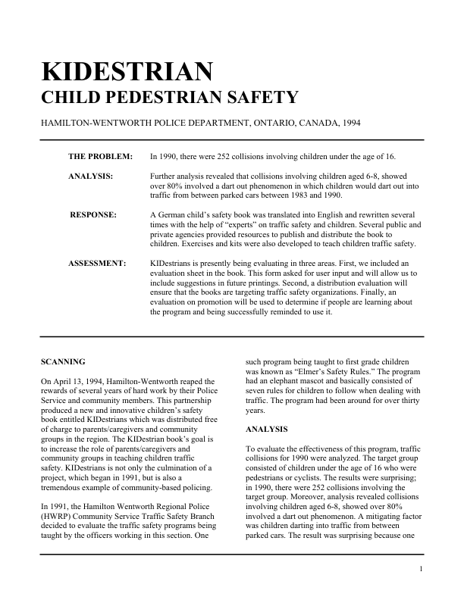 KIDESTRIAN
CHILD PEDESTRIAN SAFETY
HAMILTON-WENTWORTH POLICE DEPARTMENT, ONTARIO, CANADA, 1994
THE PROBLEM: In 1990, there were 252 collisions involving children under the age of 16.
ANALYSIS: Further analysis revealed that collisions involving children aged 6-8, showed
over 80% involved a dart out phenomenon in which children would dart out into
traffic from between parked cars between 1983 and 1990.
RESPONSE: A German child's safety book was translated into English and rewritten several
times with the help of "experts" on traffic safety and children. Several public and
private agencies provided resources to publish and distribute the book to
children. Exercises and kits were also developed to teach children traffic safety.
ASSESSMENT: KIDestrians is presently being evaluating in three areas. First, we included an
evaluation sheet in the book. This form asked for user input and will allow us to
include suggestions in future printings. Second, a distribution evaluation will
ensure that the books are targeting traffic safety organizations. Finally, an
evaluation on promotion will be used to determine if people are learning about
the program and being successfully reminded to use it.
SCANNING
On April 13, 1994, Hamilton-Wentworth reaped the
rewards of several years of hard work by their Police
Service and community members. This partnership
produced a new and innovative children's safety
book entitled KIDestrians which was distributed free
of charge to parents/caregivers and community
groups in the region. The KIDestrian book's goal is
to increase the role of parents/caregivers and
community groups in teaching children traffic
safety. KIDestrians is not only the culmination of a
project, which began in 1991, but is also a
tremendous example of community-based policing.
In 1991, the Hamilton Wentworth Regional Police
(HWRP) Community Service Traffic Safety Branch
decided to evaluate the traffic safety programs being
taught by the officers working in this section. One
such program being taught to first grade children
was known as "Elmer's Safety Rules." The program
had an elephant mascot and basically consisted of
seven rules for children to follow when dealing with
traffic. The program had been around for over thirty
years.
ANALYSIS
To evaluate the effectiveness of this program, traffic
collisions for 1990 were analyzed. The target group
consisted of children under the age of 16 who were
pedestrians or cyclists. The results were surprising;
in 1990, there were 252 collisions involving the
target group. Moreover, analysis revealed collisions
involving children aged 6-8, showed over 80%
involved a dart out phenomenon. A mitigating factor
was children darting into traffic from between
parked cars. The result was surprising because one
1